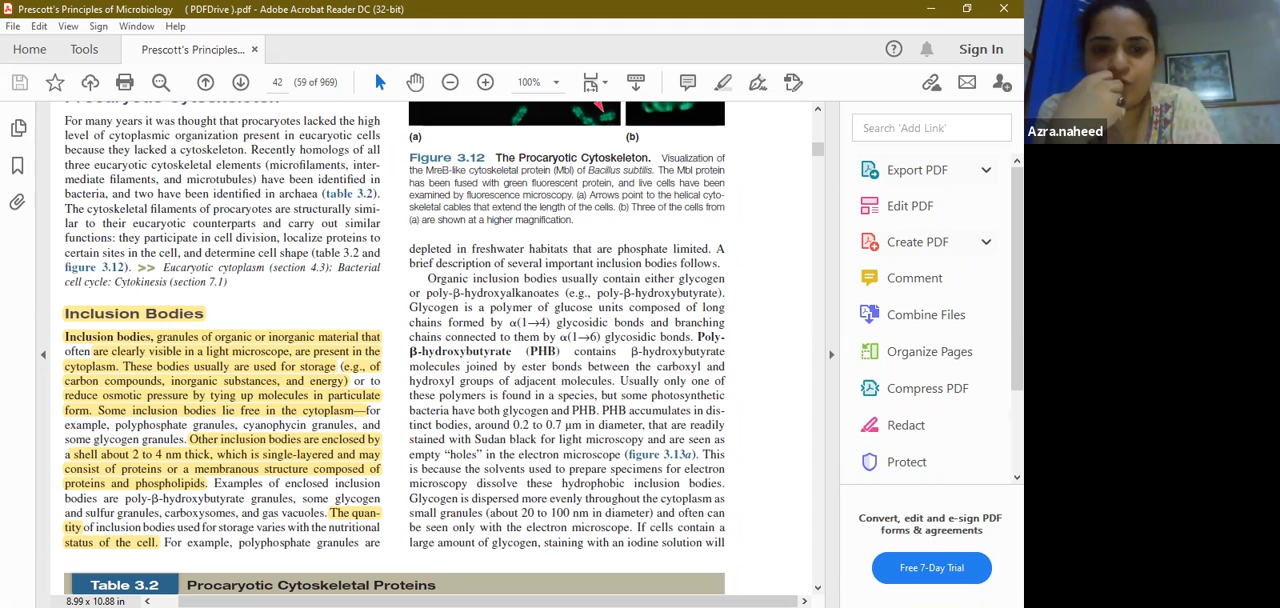 Prescott's Principles of Microbiology ( PDFDrive ).pdf - Adobe Acrobat Reader DC (32-bit)
File Edit View Sign Window Help
Home Tools Prescott's Principles... × Sign In
42 (59 of 969) 100%
For many years it was thought that procaryotes lacked the high
level of cytoplasmic organization present in eucaryotic cells
because they lacked a cytoskeleton. Recently homologs of all
three eucaryotic cytoskeletal elements (microfilaments, inter-
mediate filaments, and microtubules) have been identified in
bacteria, and two have been identified in archaea (table 3.2).
The cytoskeletal filaments of procaryotes are structurally simi-
lar to their eucaryotic counterparts and carry out similar
functions: they participate in cell division, localize proteins to
certain sites in the cell, and determine cell shape (table 3.2 and
figure 3.12). >> Eucaryotic cytoplasm (section 4.3); Bacterial
cell cycle: Cytokinesis (section 7.1)
Inclusion Bodies
Inclusion bodies, granules of organic or inorganic material that
often are clearly visible in a light microscope, are present in the
cytoplasm. These bodies usually are used for storage (e.g., of
carbon compounds, inorganic substances, and energy) or to
reduce osmotic pressure by tying up molecules in particulate
form. Some inclusion bodies lie free in the cytoplasm—for
example, polyphosphate granules, cyanophycin granules, and
some glycogen granules. Other inclusion bodies are enclosed by
a shell about 2 to 4 nm thick, which is single-layered and may
consist of proteins or a membranous structure composed of
proteins and phospholipids. Examples of enclosed inclusion
bodies are poly-β-hydroxybutyrate granules, some glycogen
and sulfur granules, carboxysomes, and gas vacuoles. The quan-
tity of inclusion bodies used for storage varies with the nutritional
status of the cell. For example, polyphosphate granules are
(a) (b)
Figure 3.12 The Procaryotic Cytoskeleton. Visualization of
the MreB-like cytoskeletal protein (Mbl) of Bacillus subtilis. The Mbl protein
has been fused with green fluorescent protein, and live cells have been
examined by fluorescence microscopy. (a) Arrows point to the helical cyto-
skeletal cables that extend the length of the cells. (b) Three of the cells from
(a) are shown at a higher magnification.
depleted in freshwater habitats that are phosphate limited. A
brief description of several important inclusion bodies follows.
Organic inclusion bodies usually contain either glycogen
or poly-β-hydroxyalkanoates (e.g., poly-β-hydroxybutyrate).
Glycogen is a polymer of glucose units composed of long
chains formed by α(1→4) glycosidic bonds and branching
chains connected to them by α(1→6) glycosidic bonds. Poly-
β-hydroxybutyrate (PHB) contains β-hydroxybutyrate
molecules joined by ester bonds between the carboxyl and
hydroxyl groups of adjacent molecules. Usually only one of
these polymers is found in a species, but some photosynthetic
bacteria have both glycogen and PHB. PHB accumulates in dis-
tinct bodies, around 0.2 to 0.7 μm in diameter, that are readily
stained with Sudan black for light microscopy and are seen as
empty “holes” in the electron microscope (figure 3.13a). This
is because the solvents used to prepare specimens for electron
microscopy dissolve these hydrophobic inclusion bodies.
Glycogen is dispersed more evenly throughout the cytoplasm as
small granules (about 20 to 100 nm in diameter) and often can
be seen only with the electron microscope. If cells contain a
large amount of glycogen, staining with an iodine solution will
Table 3.2 Procaryotic Cytoskeletal Proteins
8.99 x 10.88 in
Search 'Add Link'
Export PDF
Edit PDF
Create PDF
Comment
Combine Files
Organize Pages
Compress PDF
Redact
Protect
Convert, edit and e-sign PDF
forms & agreements
Free 7-Day Trial
Azra.naheed